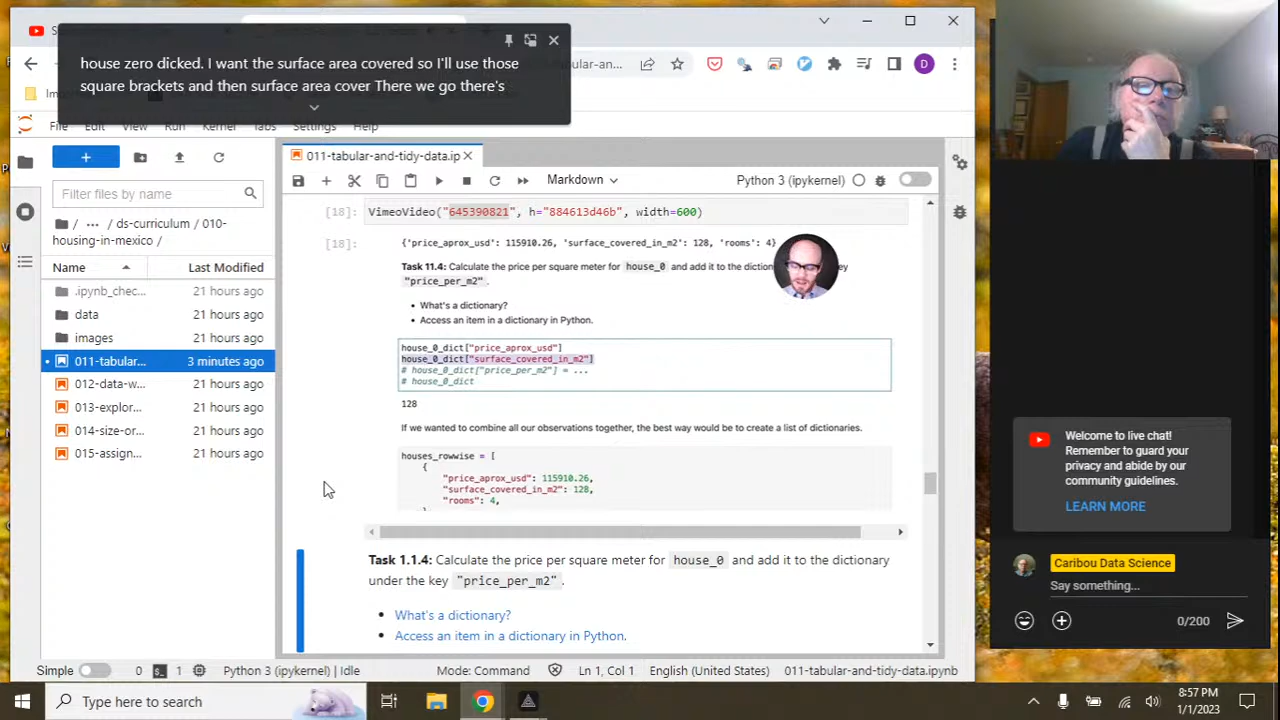 house zero dicked. I want the surface area covered so I'll use those
square brackets and then surface area cover There we go there's
D
File Edit View Run Kernel Tabs Settings Help
011-tabular-and-tidy-data.ip
Filter files by name
Markdown
Python 3 (ipykernel)
/ ... / ds-curriculum / 010-
housing-in-mexico /
Name
Last Modified
.ipynb_chec...
21 hours ago
data
21 hours ago
images
21 hours ago
011-tabular...
3 minutes ago
012-data-w...
21 hours ago
013-explor...
21 hours ago
014-size-or...
21 hours ago
015-assign...
21 hours ago
[18]:
VimeoVideo("645390821", h="884613d46b", width=600)
[18]:
{'price_aprox_usd': 115910.26, 'surface_covered_in_m2': 128, 'rooms': 4}
Task 11.4: Calculate the price per square meter for house_0 and add it to the dictionary
"price_per_m2".
• What's a dictionary?
• Access an item in a dictionary in Python.
house_0_dict["price_aprox_usd"]
house_0_dict["surface_covered_in_m2"]
# house_0_dict["price_per_m2"] = ...
# house_0_dict
128
If we wanted to combine all our observations together, the best way would be to create a list of dictionaries.
houses_rowwise = [
{
"price_aprox_usd": 115910.26,
"surface_covered_in_m2": 128,
"rooms": 4,
Task 1.1.4: Calculate the price per square meter for house_0 and add it to the dictionary
under the key "price_per_m2".
• What's a dictionary?
• Access an item in a dictionary in Python.
Simple 0 1 Python 3 (ipykernel) | Idle Mode: Command Ln 1, Col 1 English (United States) 011-tabular-and-tidy-data.ipynb
Type here to search
8:57 PM
1/1/2023
Welcome to live chat!
Remember to guard your
privacy and abide by our
community guidelines.
LEARN MORE
Caribou Data Science
Say something...
0/200